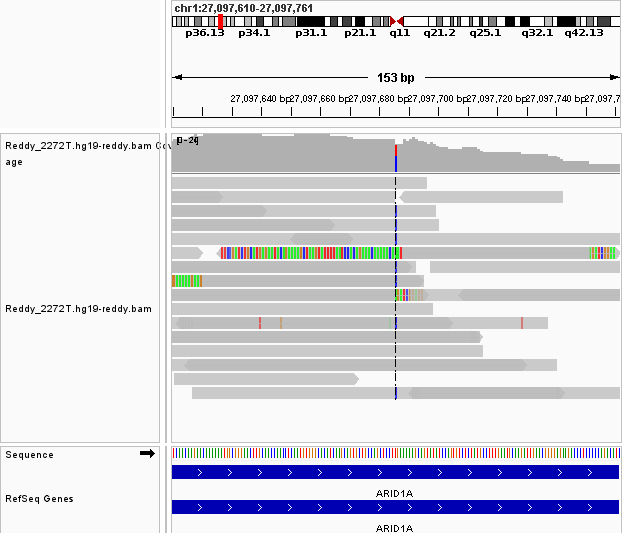 chr1:27,097,610-27,097,761
p36.13 p34.1 p31.1 p21.1 q11 q21.2 q25.1 q32.1 q42.13
153 bp
27,097,640 bp 27,097,660 bp 27,097,680 bp 27,097,700 bp 27,097,720 bp 27,097,740 bp 27,097,7
Reddy_2272T.hg19-reddy.bam Cov
age
Reddy_2272T.hg19-reddy.bam
Sequence
ARID1A
RefSeq Genes
ARID1A